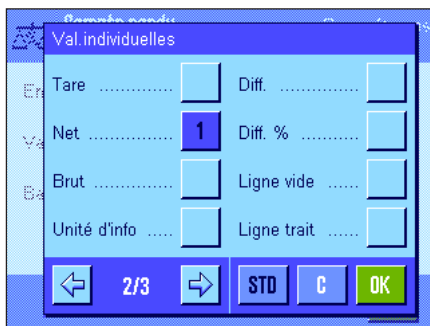 Val.individuelles
Tare ..............
Diff. ..................
Net ................ 1
Diff. % ...........
Brut ...............
Ligne vide ......
Unité d'info .....
Ligne trait ......
2/3
STD
C
OK